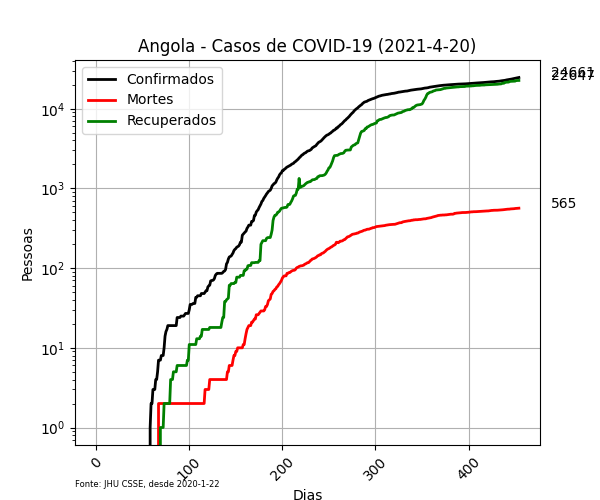 Angola - Casos de COVID-19 (2021-4-20)
Confirmados
Mortes
Recuperados
24661
565
Pessoas
10⁴
10³
10²
10¹
10⁰
0
100
200
300
400
Fonte: JHU CSSE, desde 2020-1-22
Dias